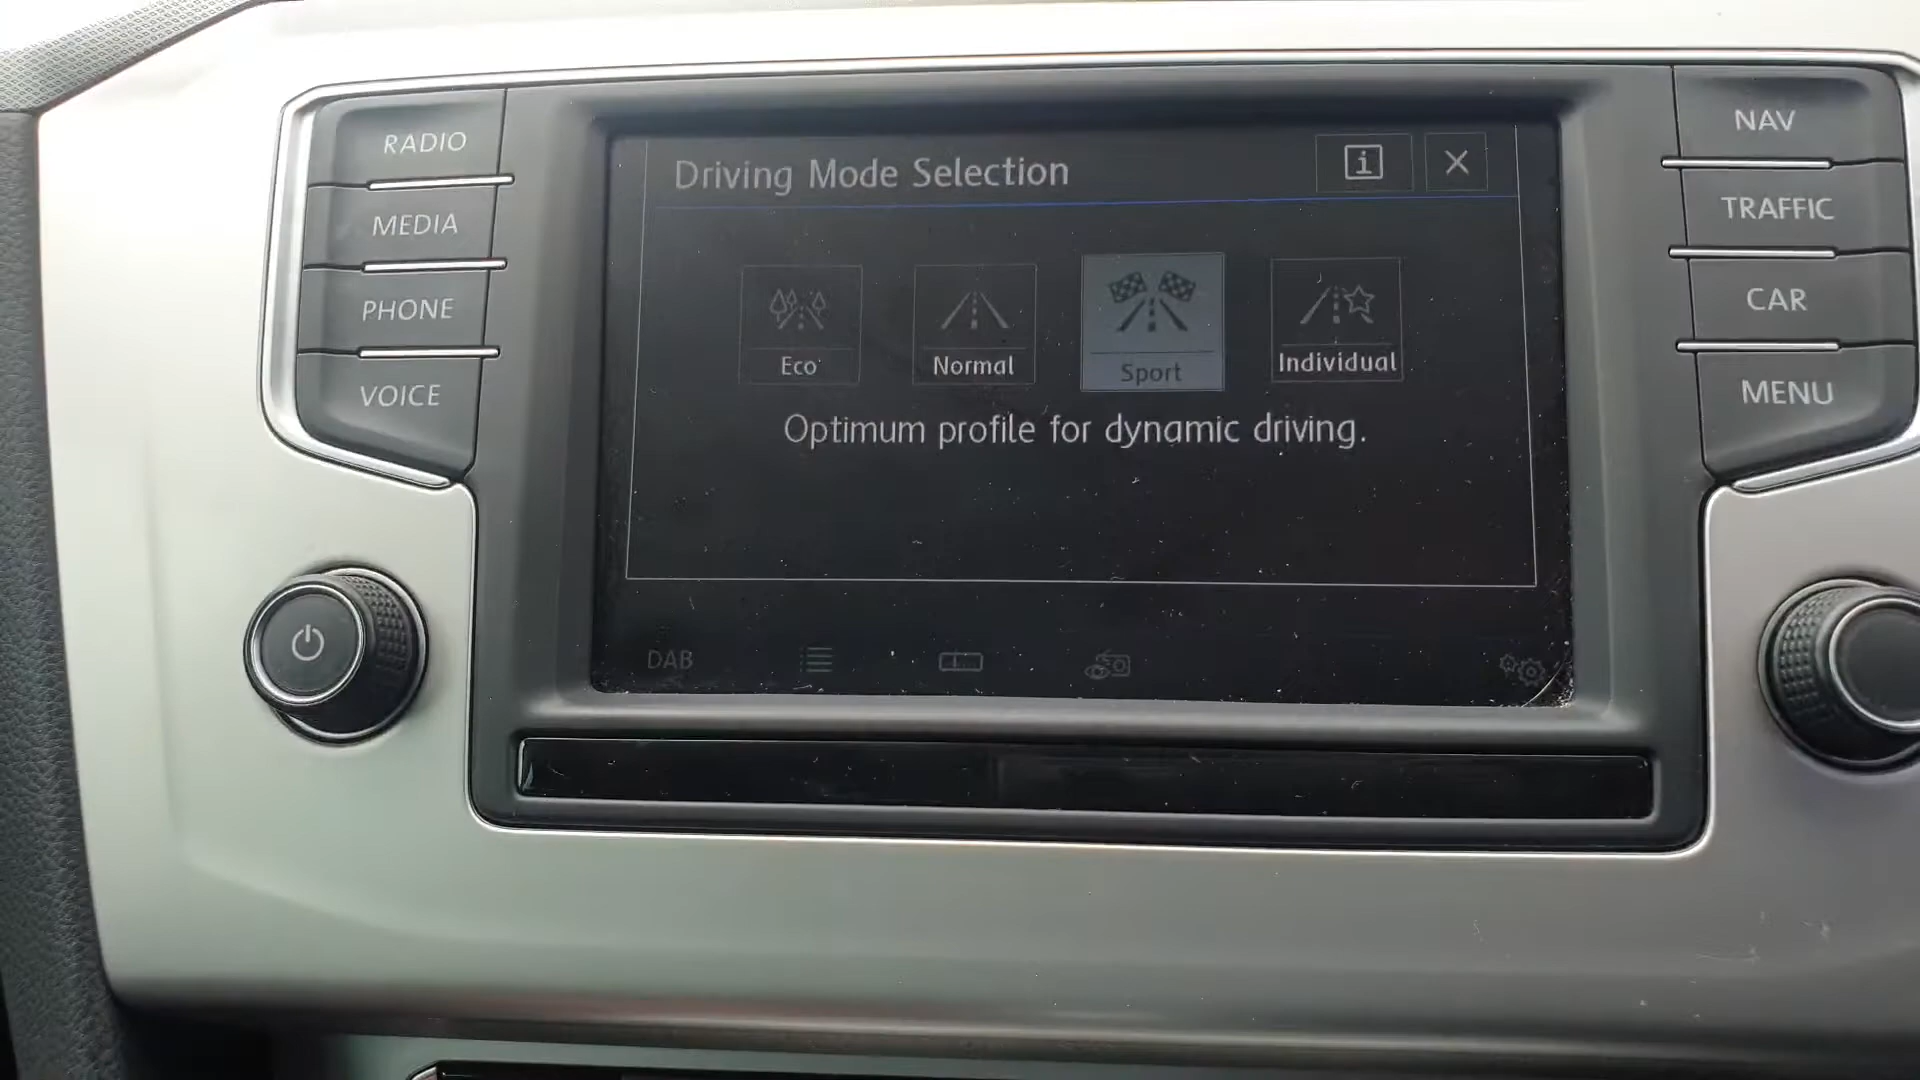 RADIO
MEDIA
PHONE
VOICE
Driving Mode Selection
i
Eco
Normal
Sport
Individual
Optimum profile for dynamic driving.
DAB
NAV
TRAFFIC
CAR
MENU